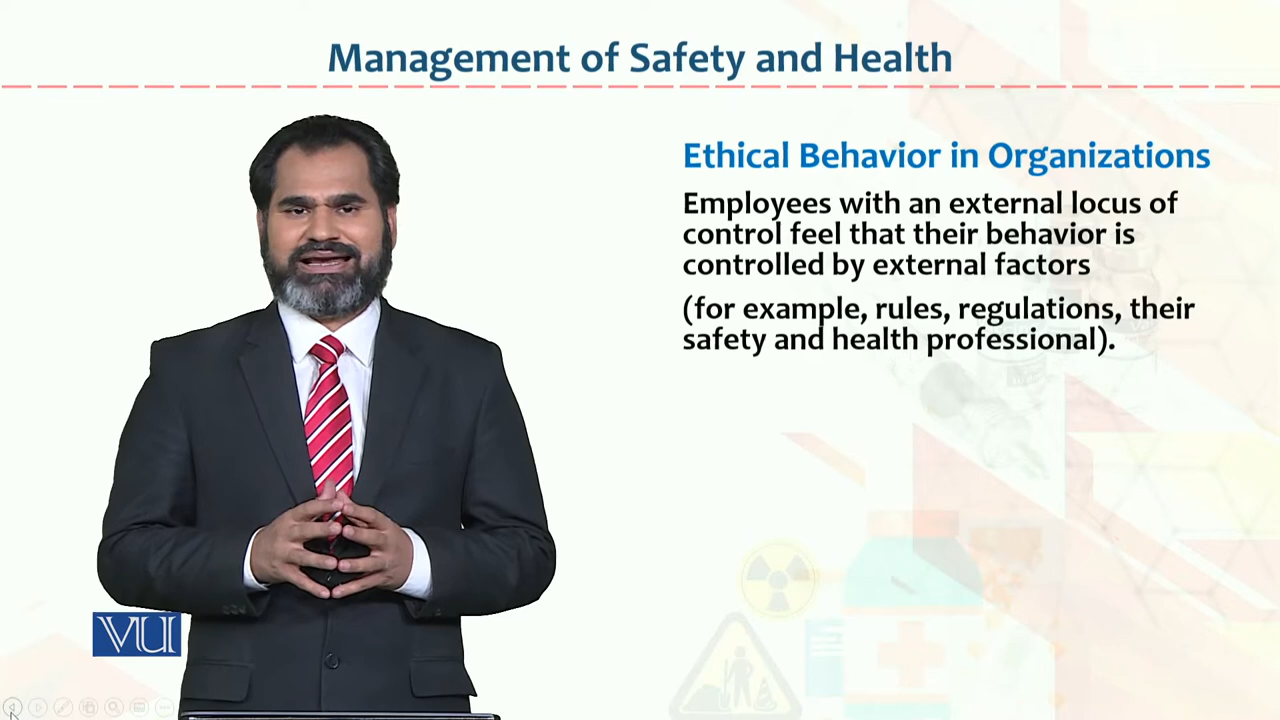 Management of Safety and Health
Ethical Behavior in Organizations
Employees with an external locus of
control feel that their behavior is
controlled by external factors
(for example, rules, regulations, their
safety and health professional).
VU